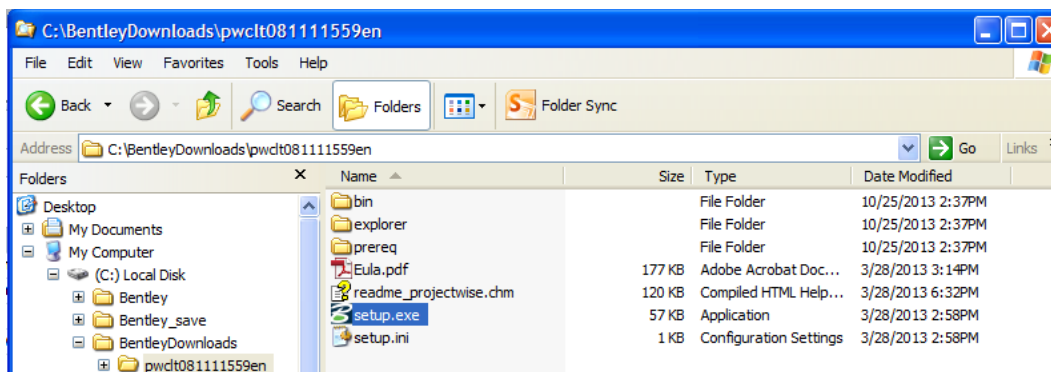 C:\BentleyDownloads\pwclt081111559en
File Edit View Favorites Tools Help
Back Search Folders Folder Sync
Address C:\BentleyDownloads\pwclt081111559en Go Links
Folders x Name Size Type Date Modified
Desktop bin File Folder 10/25/2013 2:37PM
My Documents explorer File Folder 10/25/2013 2:37PM
My Computer prereq File Folder 10/25/2013 2:37PM
(C:) Local Disk Eula.pdf 177 KB Adobe Acrobat Doc... 3/28/2013 3:14PM
Bentley readme_projectwise.chm 120 KB Compiled HTML Help... 3/28/2013 6:32PM
Bentley_save setup.exe 57 KB Application 3/28/2013 2:58PM
BentleyDownloads setup.ini 1 KB Configuration Settings 3/28/2013 2:58PM
pwclt081111559en